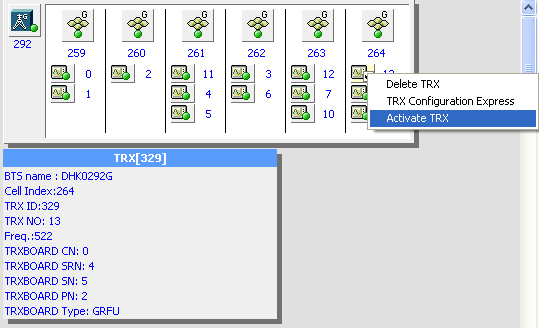 G G G G G G G
292 259 260 261 262 263 264
0 2 11 3 12
1 4 6 7
5 10
Delete TRX
TRX Configuration Express
Activate TRX
TRX[329]
BTS name : DHK0292G
Cell Index:264
TRX ID:329
TRX NO: 13
Freq.:522
TRXBOARD CN: 0
TRXBOARD SRN: 4
TRXBOARD SN: 5
TRXBOARD PN: 2
TRXBOARD Type: GRFU